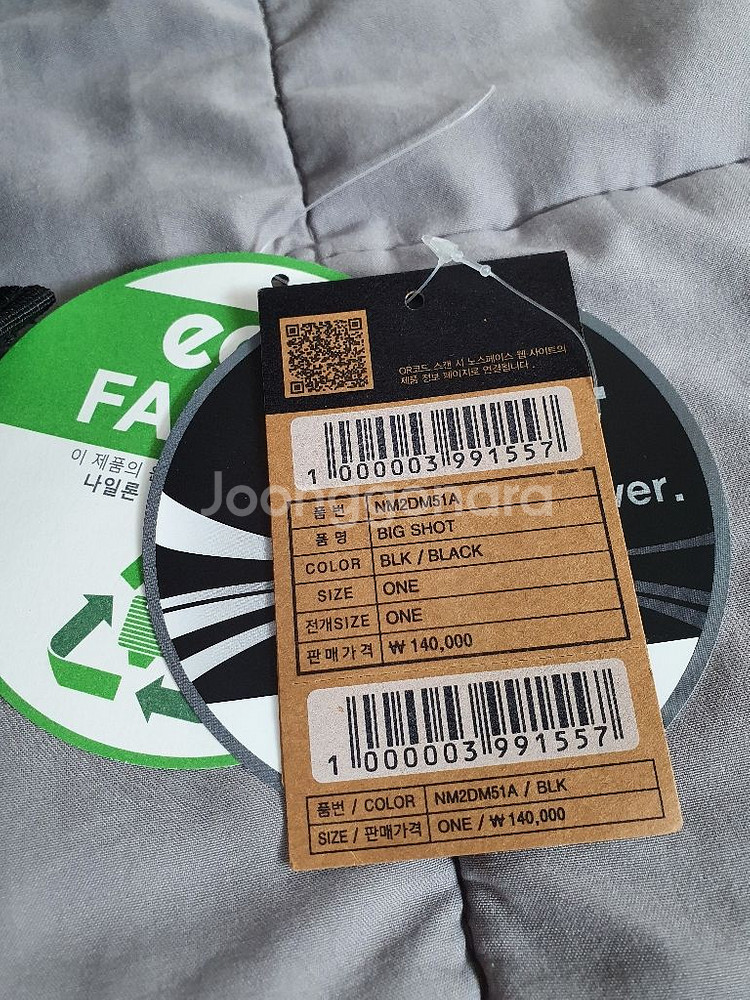 ec
FA
이 제품의
나일론
QR코드 스캔 시 노스페이스 웹·사이트의
제품 정보 페이지로 연결됩니다.
1 000003 991557
품 번 NM2DM51A
품 명 BIG SHOT
COLOR BLK / BLACK
SIZE ONE
전개SIZE ONE
판매가격 ₩ 140,000
1 000003 991557
품번 / COLOR NM2DM51A / BLK
SIZE / 판매가격 ONE / ₩ 140,000
wer.
Joonggonara